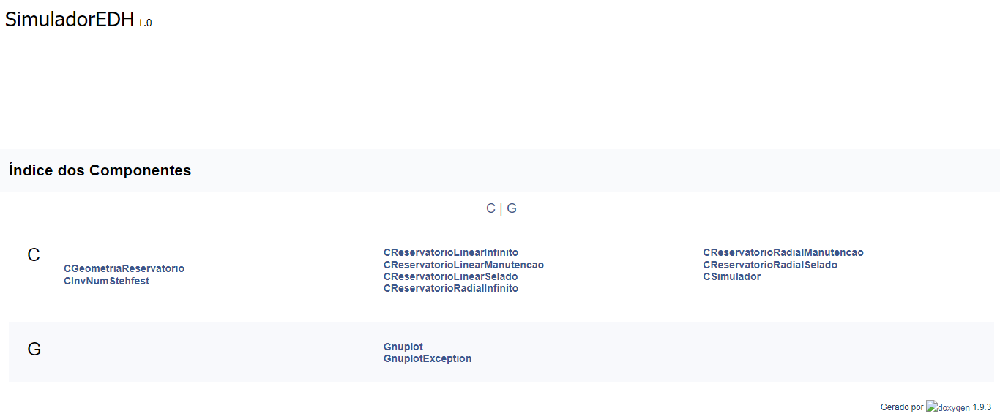 SimuladorEDH 1.0
Índice dos Componentes
C | G
C
CGeometriaReservatorio
CInvNumStehfest
CReservatorioLinearInfinito
CReservatorioLinearManutencao
CReservatorioLinearSelado
CReservatorioRadialInfinito
CReservatorioRadialManutencao
CReservatorioRadialSelado
CSimulador
G
Gnuplot
GnuplotException
Gerado por doxygen 1.9.3